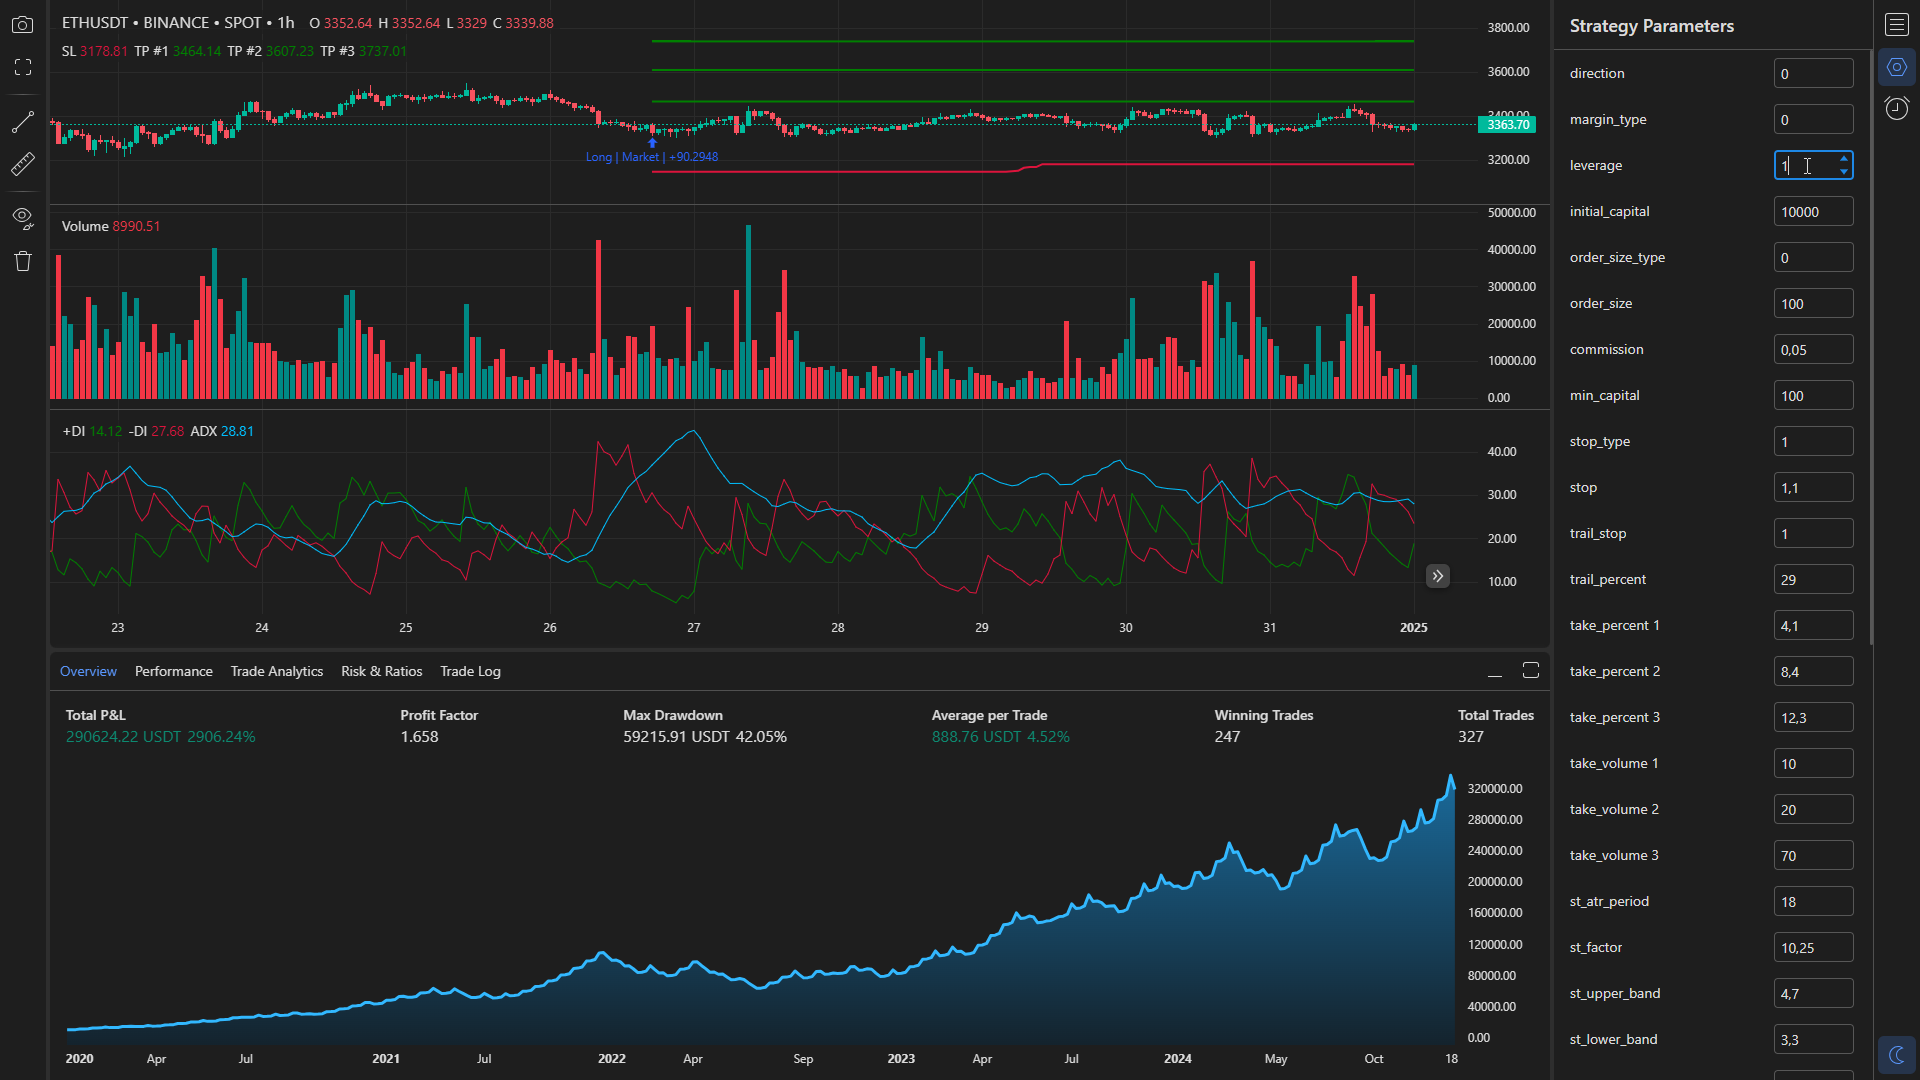 ETHUSDT • BINANCE • SPOT • 1h O 3352.64 H 3352.64 L 3329 C 3339.88
SL 3178.81 TP #1 3464.14 TP #2 3607.23 TP #3 3737.01
3800.00
3600.00
3400.00
3363.70
3200.00
Long | Market | +90.2948
Volume 8990.51
50000.00
40000.00
30000.00
20000.00
10000.00
0.00
+DI 14.12 -DI 27.68 ADX 28.81
40.00
30.00
20.00
10.00
23 24 25 26 27 28 29 30 31 2025
Overview Performance Trade Analytics Risk & Ratios Trade Log
Total P&L Profit Factor Max Drawdown Average per Trade Winning Trades Total Trades
290624.22 USDT 2906.24% 1.658 59215.91 USDT 42.05% 888.76 USDT 4.52% 247 327
320000.00
280000.00
240000.00
200000.00
160000.00
120000.00
80000.00
40000.00
0.00
2020 Apr Jul 2021 Jul 2022 Apr Sep 2023 Apr Jul 2024 May Oct 18
Strategy Parameters
direction 0
margin_type 0
leverage 1
initial_capital 10000
order_size_type 0
order_size 100
commission 0,05
min_capital 100
stop_type 1
stop 1,1
trail_stop 1
trail_percent 29
take_percent 1 4,1
take_percent 2 8,4
take_percent 3 12,3
take_volume 1 10
take_volume 2 20
take_volume 3 70
st_atr_period 18
st_factor 10,25
st_upper_band 4,7
st_lower_band 3,3